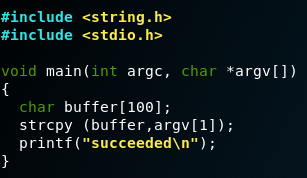 #include <string.h>
#include <stdio.h>

void main(int argc, char *argv[])
{
  char buffer[100];
  strcpy (buffer,argv[1]);
  printf("succeeded\n");
}